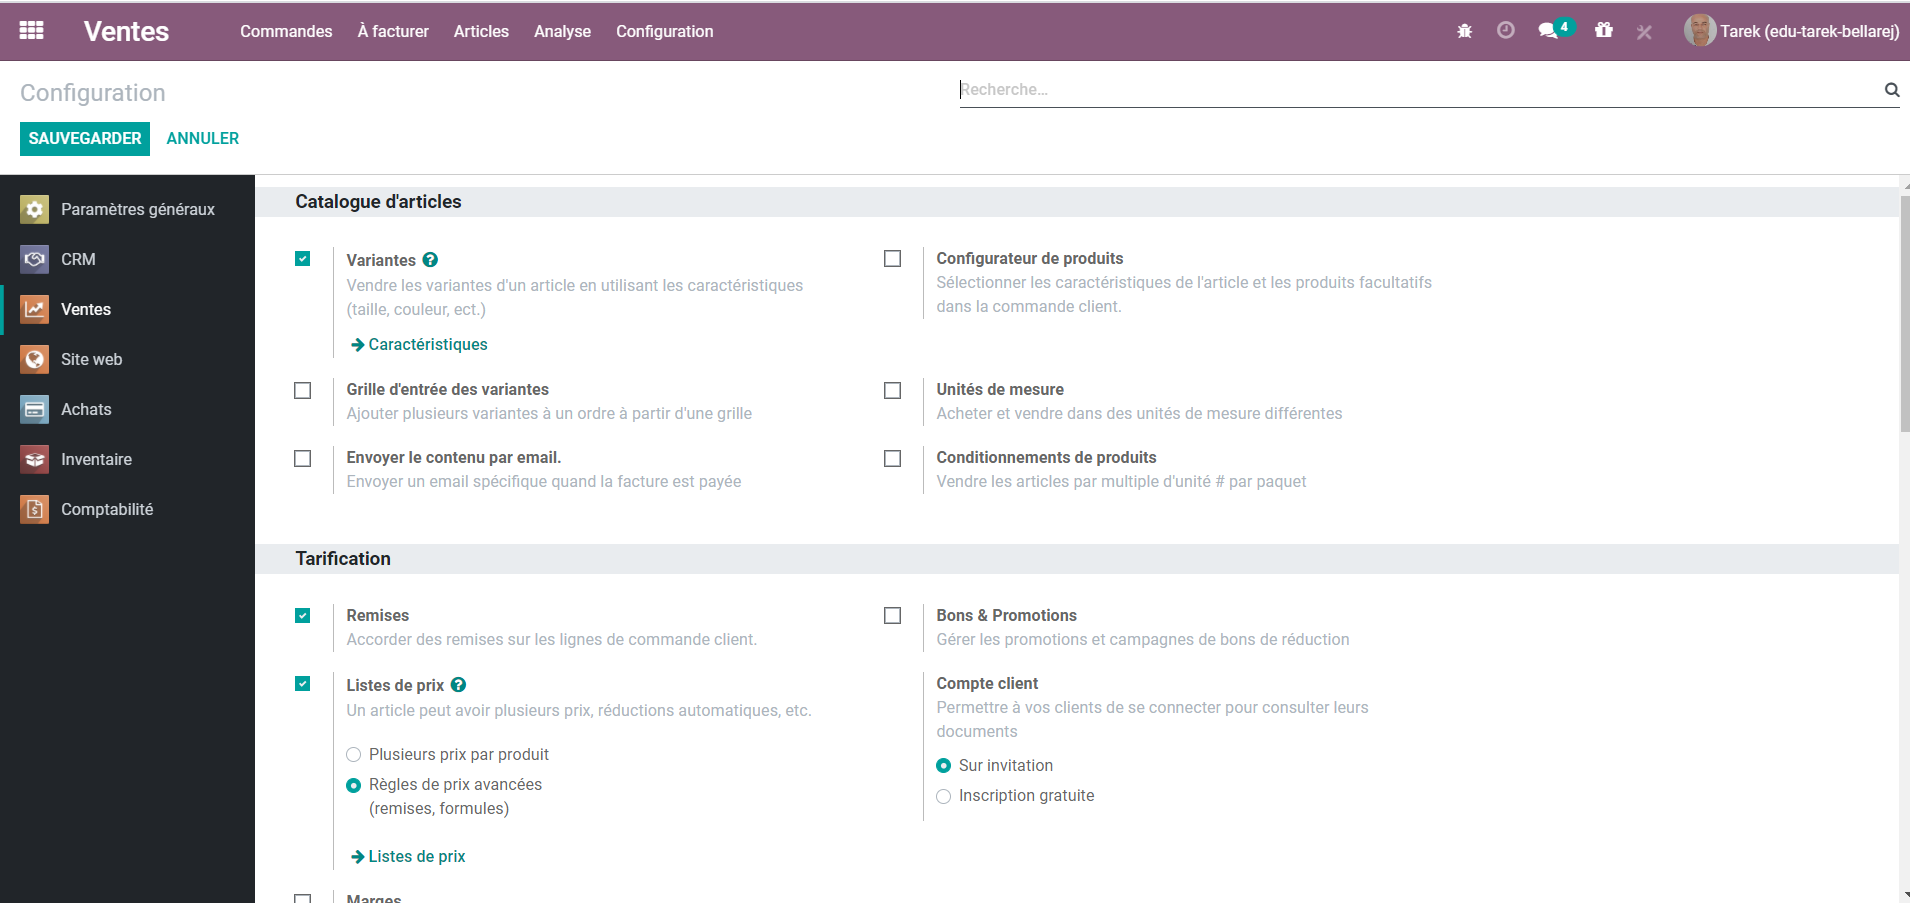 Ventes
Commandes
À facturer
Articles
Analyse
Configuration
4
Tarek (edu-tarek-bellarej)
Configuration
Recherche...
SAUVEGARDER
ANNULER
Paramètres généraux
CRM
Ventes
Site web
Achats
Inventaire
Comptabilité
Catalogue d'articles
Variantes ?
Vendre les variantes d'un article en utilisant les caractéristiques
(taille, couleur, ect.)
Caractéristiques
Configurateur de produits
Sélectionner les caractéristiques de l'article et les produits facultatifs
dans la commande client.
Grille d'entrée des variantes
Ajouter plusieurs variantes à un ordre à partir d'une grille
Unités de mesure
Acheter et vendre dans des unités de mesure différentes
Envoyer le contenu par email.
Envoyer un email spécifique quand la facture est payée
Conditionnements de produits
Vendre les articles par multiple d'unité # par paquet
Tarification
Remises
Accorder des remises sur les lignes de commande client.
Bons & Promotions
Gérer les promotions et campagnes de bons de réduction
Listes de prix ?
Un article peut avoir plusieurs prix, réductions automatiques, etc.
Plusieurs prix par produit
Règles de prix avancées
(remises, formules)
Listes de prix
Compte client
Permettre à vos clients de se connecter pour consulter leurs
documents
Sur invitation
Inscription gratuite
Marges